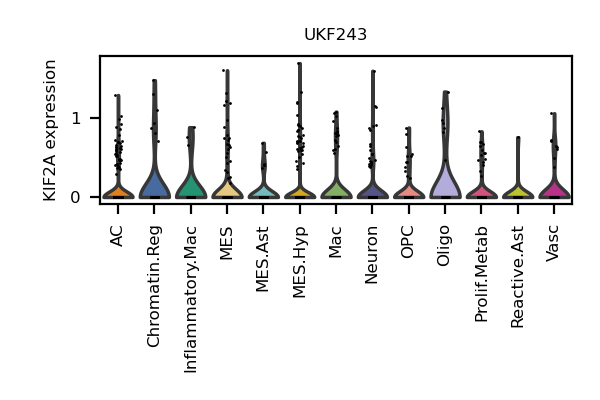 UKF243
KIF2A expression
1
0
AC
Chromatin.Reg
Inflammatory.Mac
MES
MES.Ast
MES.Hyp
Mac
Neuron
OPC
Oligo
Prolif.Metab
Reactive.Ast
Vasc